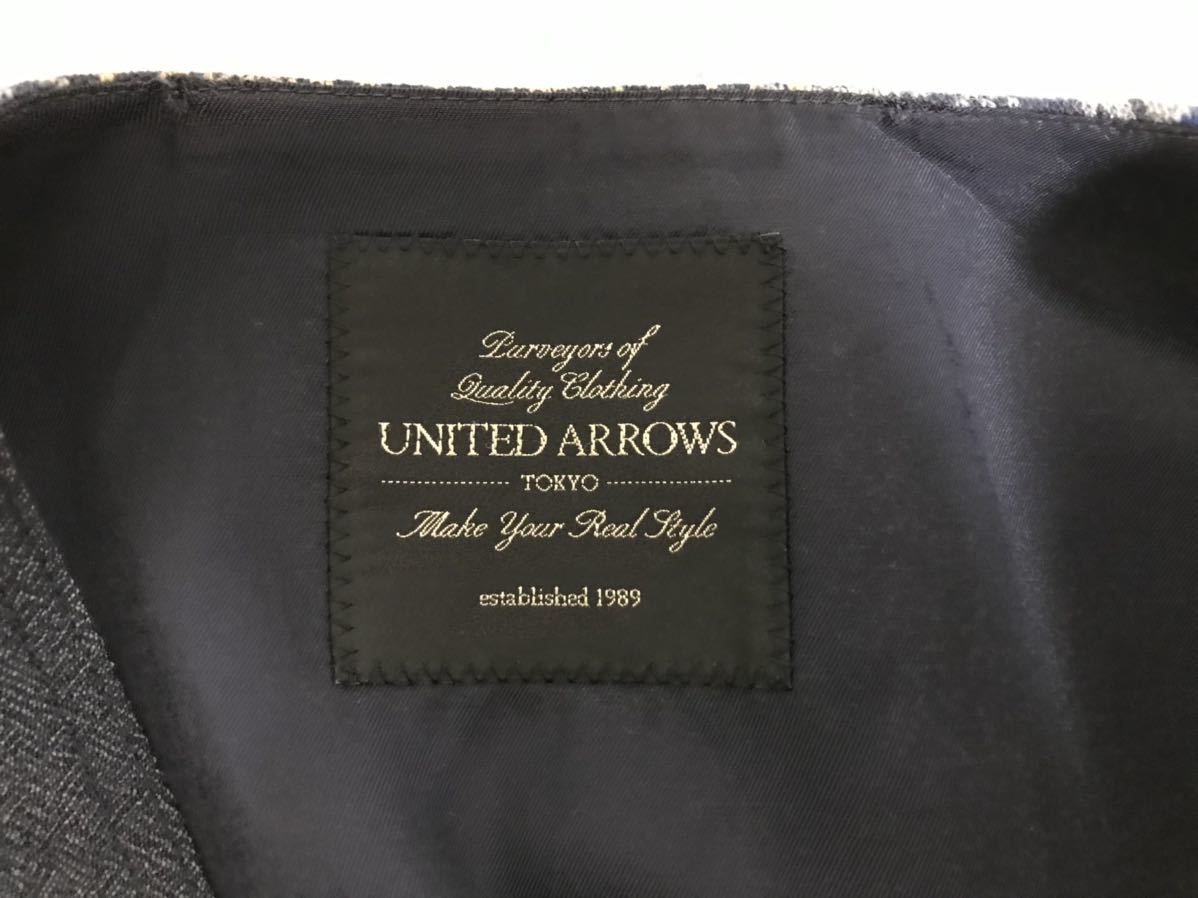 Purveyors of
Quality Clothing
UNITED ARROWS
TOKYO
Make Your Real Style
established 1989